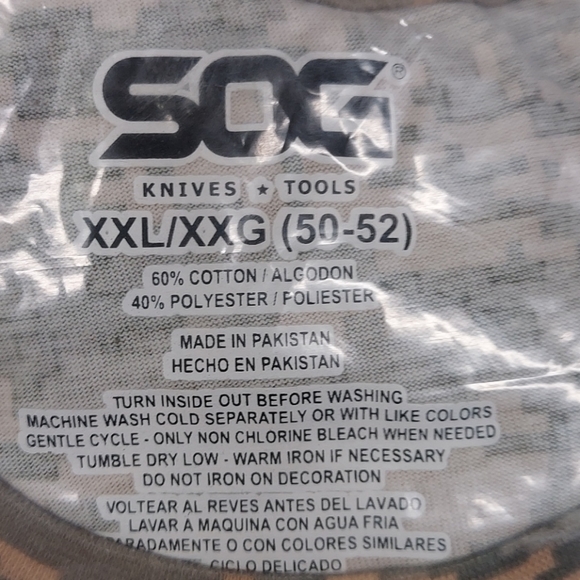 SOG®
KNIVES ★ TOOLS
XXL/XXG (50-52)
60% COTTON / ALGODON
40% POLYESTER / POLIESTER
MADE IN PAKISTAN
HECHO EN PAKISTAN
TURN INSIDE OUT BEFORE WASHING
MACHINE WASH COLD SEPARATELY OR WITH LIKE COLORS
GENTLE CYCLE - ONLY NON CHLORINE BLEACH WHEN NEEDED
TUMBLE DRY LOW - WARM IRON IF NECESSARY
DO NOT IRON ON DECORATION
VOLTEAR AL REVES ANTES DEL LAVADO
LAVAR A MAQUINA CON AGUA FRIA
ARADAMENTE O CON COLORES SIMILARES
CICLO DELICADO